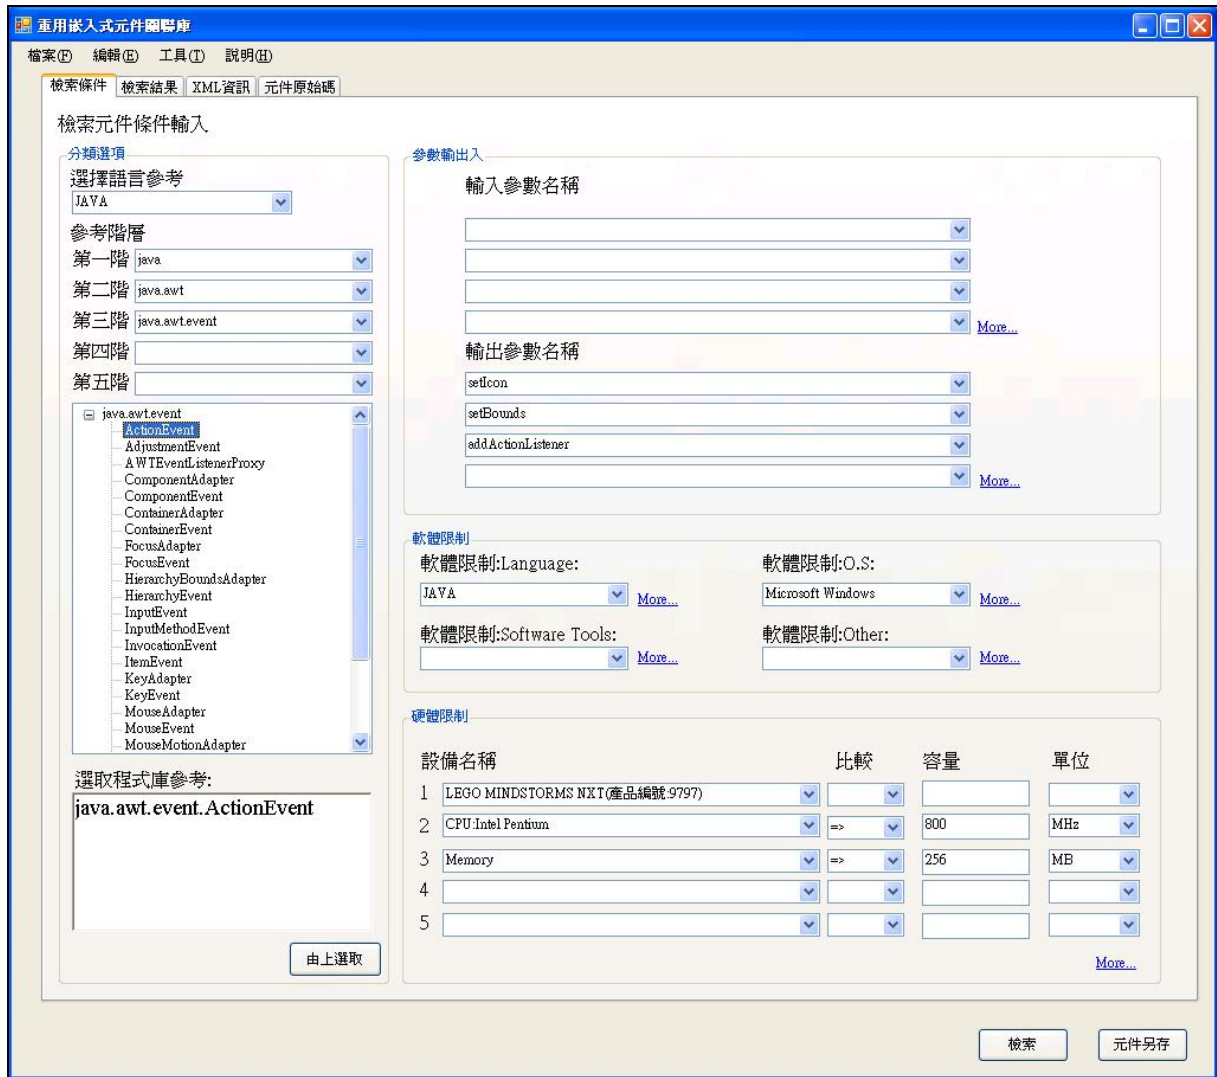 重用嵌入式元件關聯庫
檔案(F) 編輯(E) 工具(T) 說明(H)
檢索條件 檢索結果 XML資訊 元件原始碼
檢索元件條件輸入
分類選項
選擇語言參考
JAVA
參考階層
第一階 java
第二階 java.awt
第三階 java.awt.event
第四階
第五階
java.awt.event
ActionEvent
AdjustmentEvent
AWTEventListenerProxy
ComponentAdapter
ComponentEvent
ContainerAdapter
ContainerEvent
FocusAdapter
FocusEvent
HierarchyBoundsAdapter
HierarchyEvent
InputEvent
InputMethodEvent
InvocationEvent
ItemEvent
KeyAdapter
KeyEvent
MouseAdapter
MouseEvent
MouseMotionAdapter
選取程式庫參考:
java.awt.event.ActionEvent
由上選取
參數輸出入
輸入參數名稱
More...
輸出參數名稱
setIcon
setBounds
addActionListener
More...
軟體限制
軟體限制:Language: 軟體限制:O.S:
JAVA More... Microsoft Windows More...
軟體限制:Software Tools: 軟體限制:Other:
More... More...
硬體限制
設備名稱 比較 容量 單位
1 LEGO MINDSTORMS NXT(產品編號:9797)
2 CPU:Intel Pentium => 800 MHz
3 Memory => 256 MB
4
5
More...
檢索 元件另存